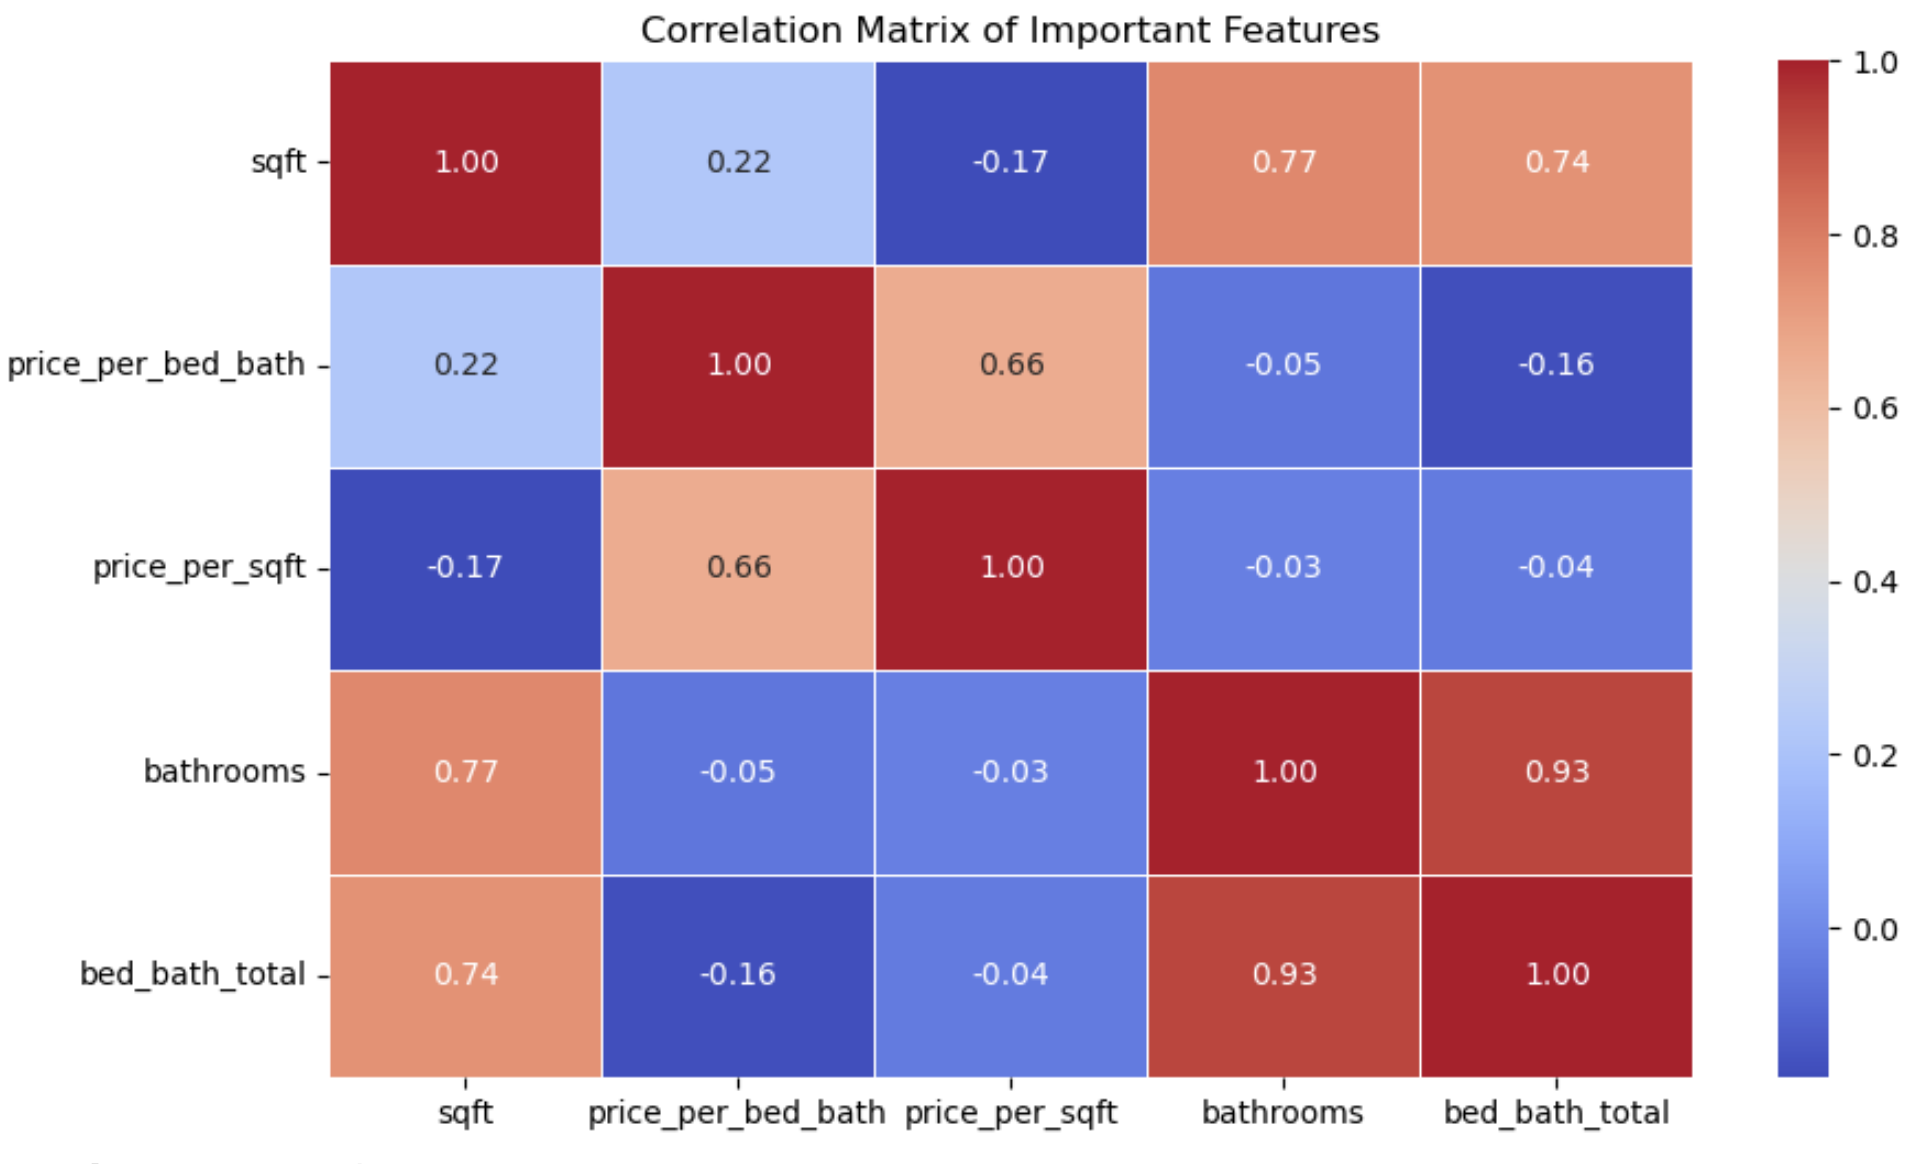 Correlation Matrix of Important Features
1.0
sqft 1.00 0.22 -0.17 0.77 0.74
0.8
price_per_bed_bath 0.22 1.00 0.66 -0.05 -0.16
0.6
price_per_sqft -0.17 0.66 1.00 -0.03 -0.04
0.4
bathrooms 0.77 -0.05 -0.03 1.00 0.93
0.2
0.0
bed_bath_total 0.74 -0.16 -0.04 0.93 1.00
sqft price_per_bed_bath price_per_sqft bathrooms bed_bath_total